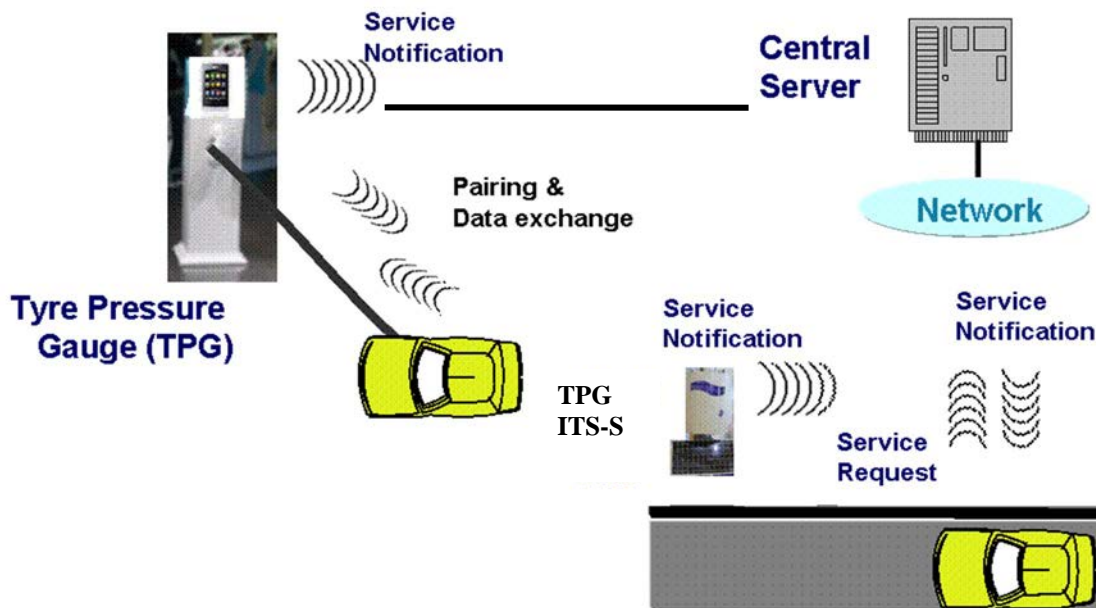 Service
Notification
Central
Server
Pairing &
Data exchange
Network
Tyre Pressure
Gauge (TPG)
Service
Notification
Service
Notification
TPG
ITS-S
Service
Request